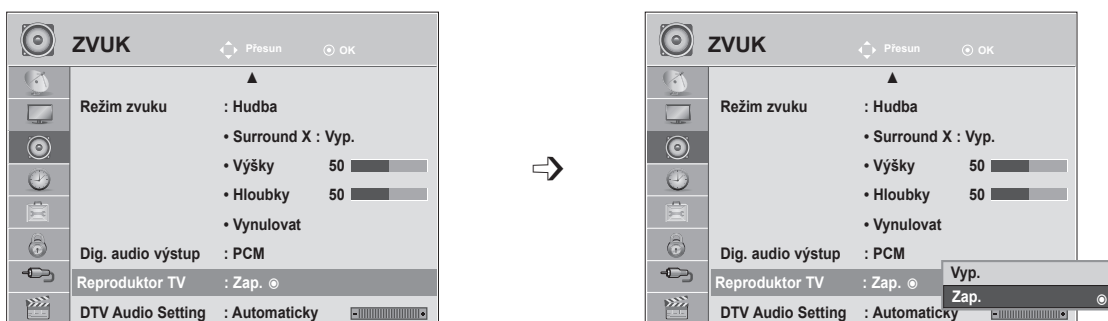 ZVUK Přesun OK
Režim zvuku : Hudba
• Surround X : Vyp.
• Výšky 50
• Hloubky 50
• Vynulovat
Dig. audio výstup : PCM
Reproduktor TV : Zap.
DTV Audio Setting : Automaticky - +
ZVUK Přesun OK
Režim zvuku : Hudba
• Surround X : Vyp.
• Výšky 50
• Hloubky 50
• Vynulovat
Dig. audio výstup : PCM
Reproduktor TV : Zap.
Vyp.
Zap.
DTV Audio Setting : Automaticky - +